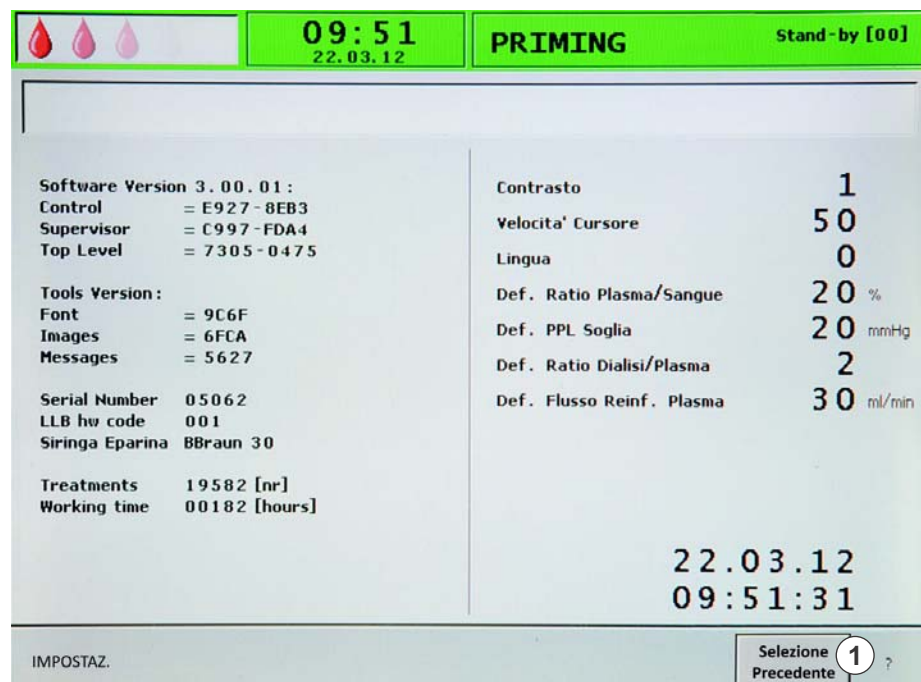 09:51
22.03.12
PRIMING
Stand-by [00]
Software Version 3.00.01:
Control = E927-8EB3
Supervisor = C997-FDA4
Top Level = 7305-0475
Tools Version:
Font = 9C6F
Images = 6FCA
Messages = 5627
Serial Number 05062
LLB hw code 001
Siringa Eparina BBraun 30
Treatments 19582 [nr]
Working time 00182 [hours]
Contrasto 1
Velocita' Cursore 50
Lingua 0
Def. Ratio Plasma/Sangue 20 %
Def. PPL Soglia 20 mmHg
Def. Ratio Dialisi/Plasma 2
Def. Flusso Reinf. Plasma 30 ml/min
22.03.12
09:51:31
IMPOSTAZ.
Selezione
Precedente
1
?